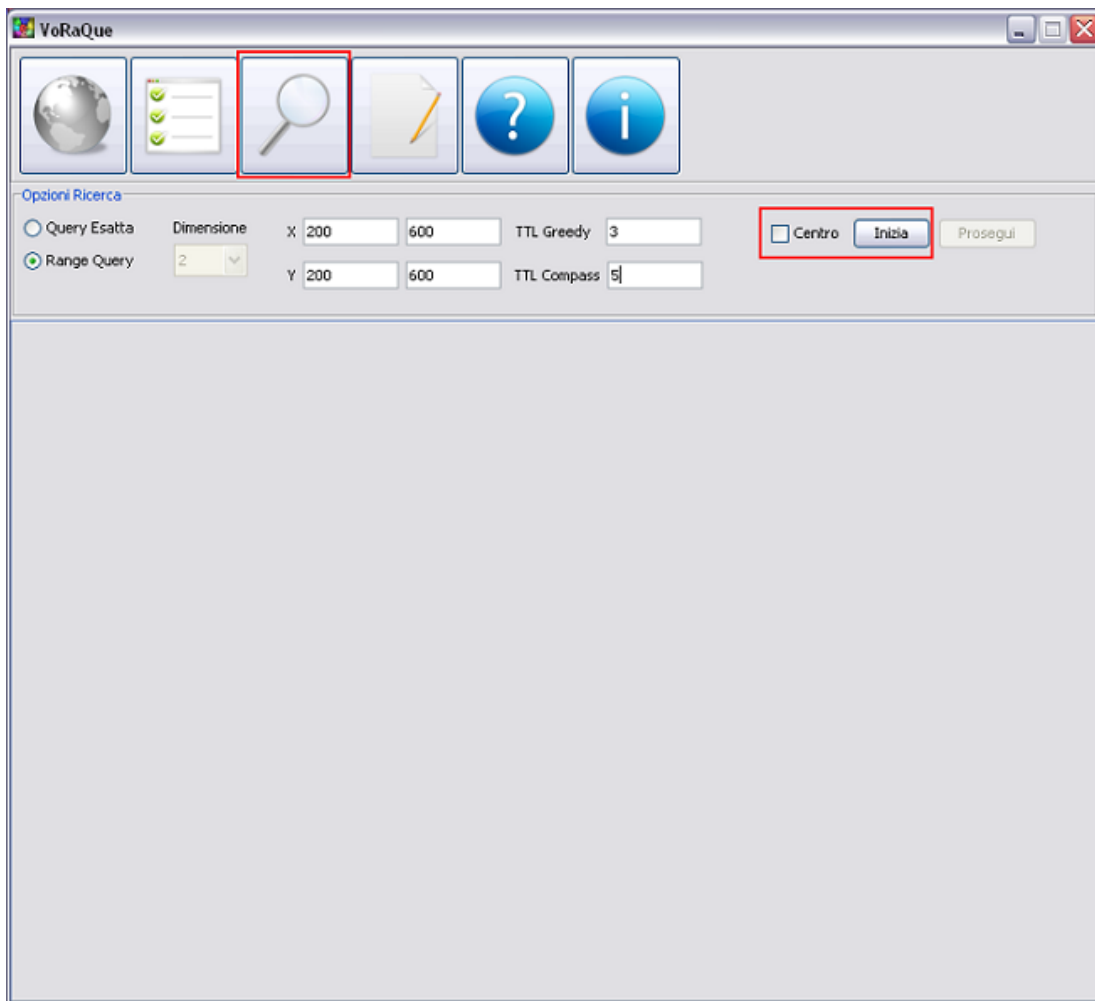 VoRaQue
Opzioni Ricerca
Query Esatta
Range Query
Dimensione
2
X 200 600
Y 200 600
TTL Greedy 3
TTL Compass 5
Centro
Inizia
Prosegui